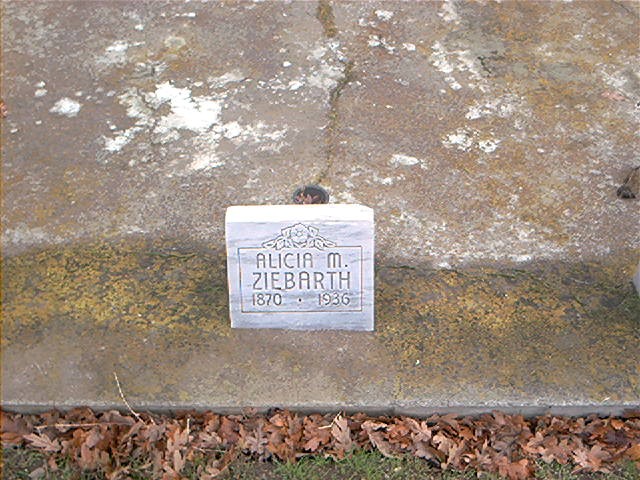 ALICIA M.
ZIEBARTH
1870 • 1936